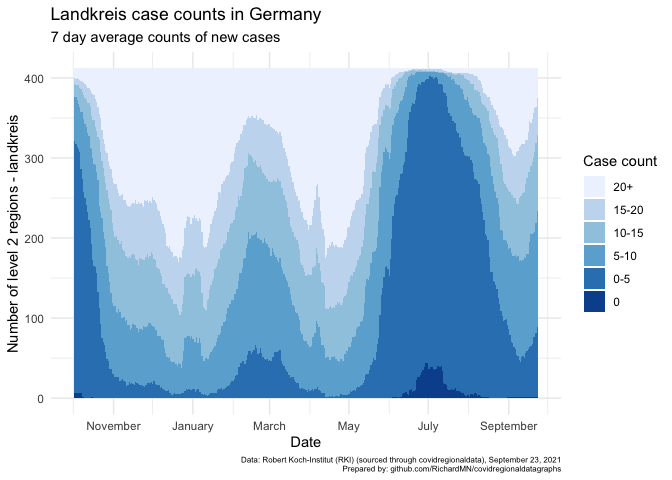 Landkreis case counts in Germany
7 day average counts of new cases
Number of level 2 regions - landkreis
400
300
200
100
0
November January March May July September
Date
Case count
20+
15-20
10-15
5-10
0-5
0
Data: Robert Koch-Institut (RKI) (sourced through covidregionaldata), September 23, 2021
Prepared by: github.com/RichardMN/covidregionaldatagraphs